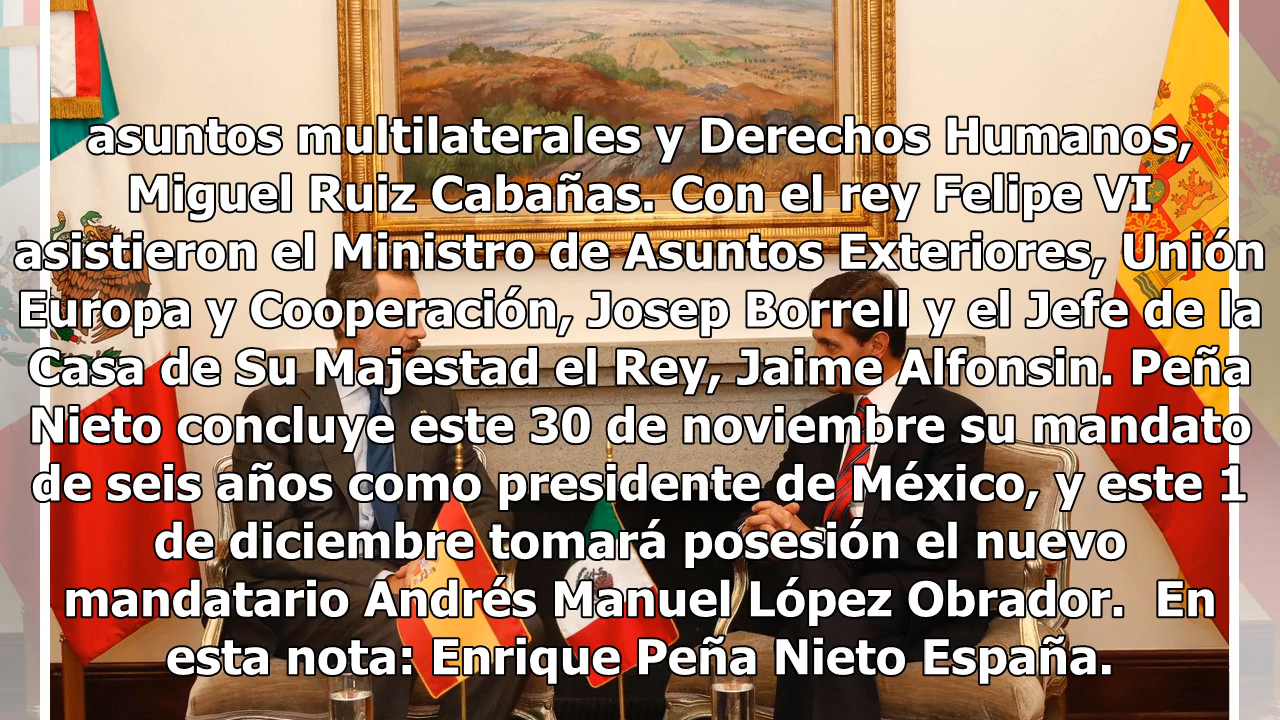 asuntos multilaterales y Derechos Humanos,
Miguel Ruiz Cabañas. Con el rey Felipe VI
asistieron el Ministro de Asuntos Exteriores, Unión
Europa y Cooperación, Josep Borrell y el Jefe de la
Casa de Su Majestad el Rey, Jaime Alfonsin. Peña
Nieto concluye este 30 de noviembre su mandato
de seis años como presidente de México, y este 1
de diciembre tomará posesión el nuevo
mandatario Andrés Manuel López Obrador.  En
esta nota: Enrique Peña Nieto España.